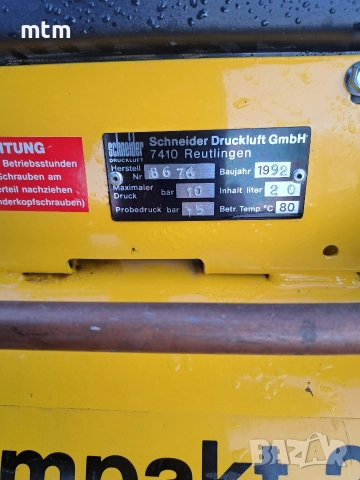 mtm
HTUNG
Betriebsstunden
Schrauben am
erteil nachziehen
nderkopfschrauben)
Schneider
DRUCKLUFT
Schneider Druckluft GmbH
7410 Reutlingen
Herstell Nr 8676 Baujahr 1992
Maximaler Druck bar 10 Inhalt liter 20
Probedruck bar 15 Betr. Temp. °C 80
mpakt
BAZAR